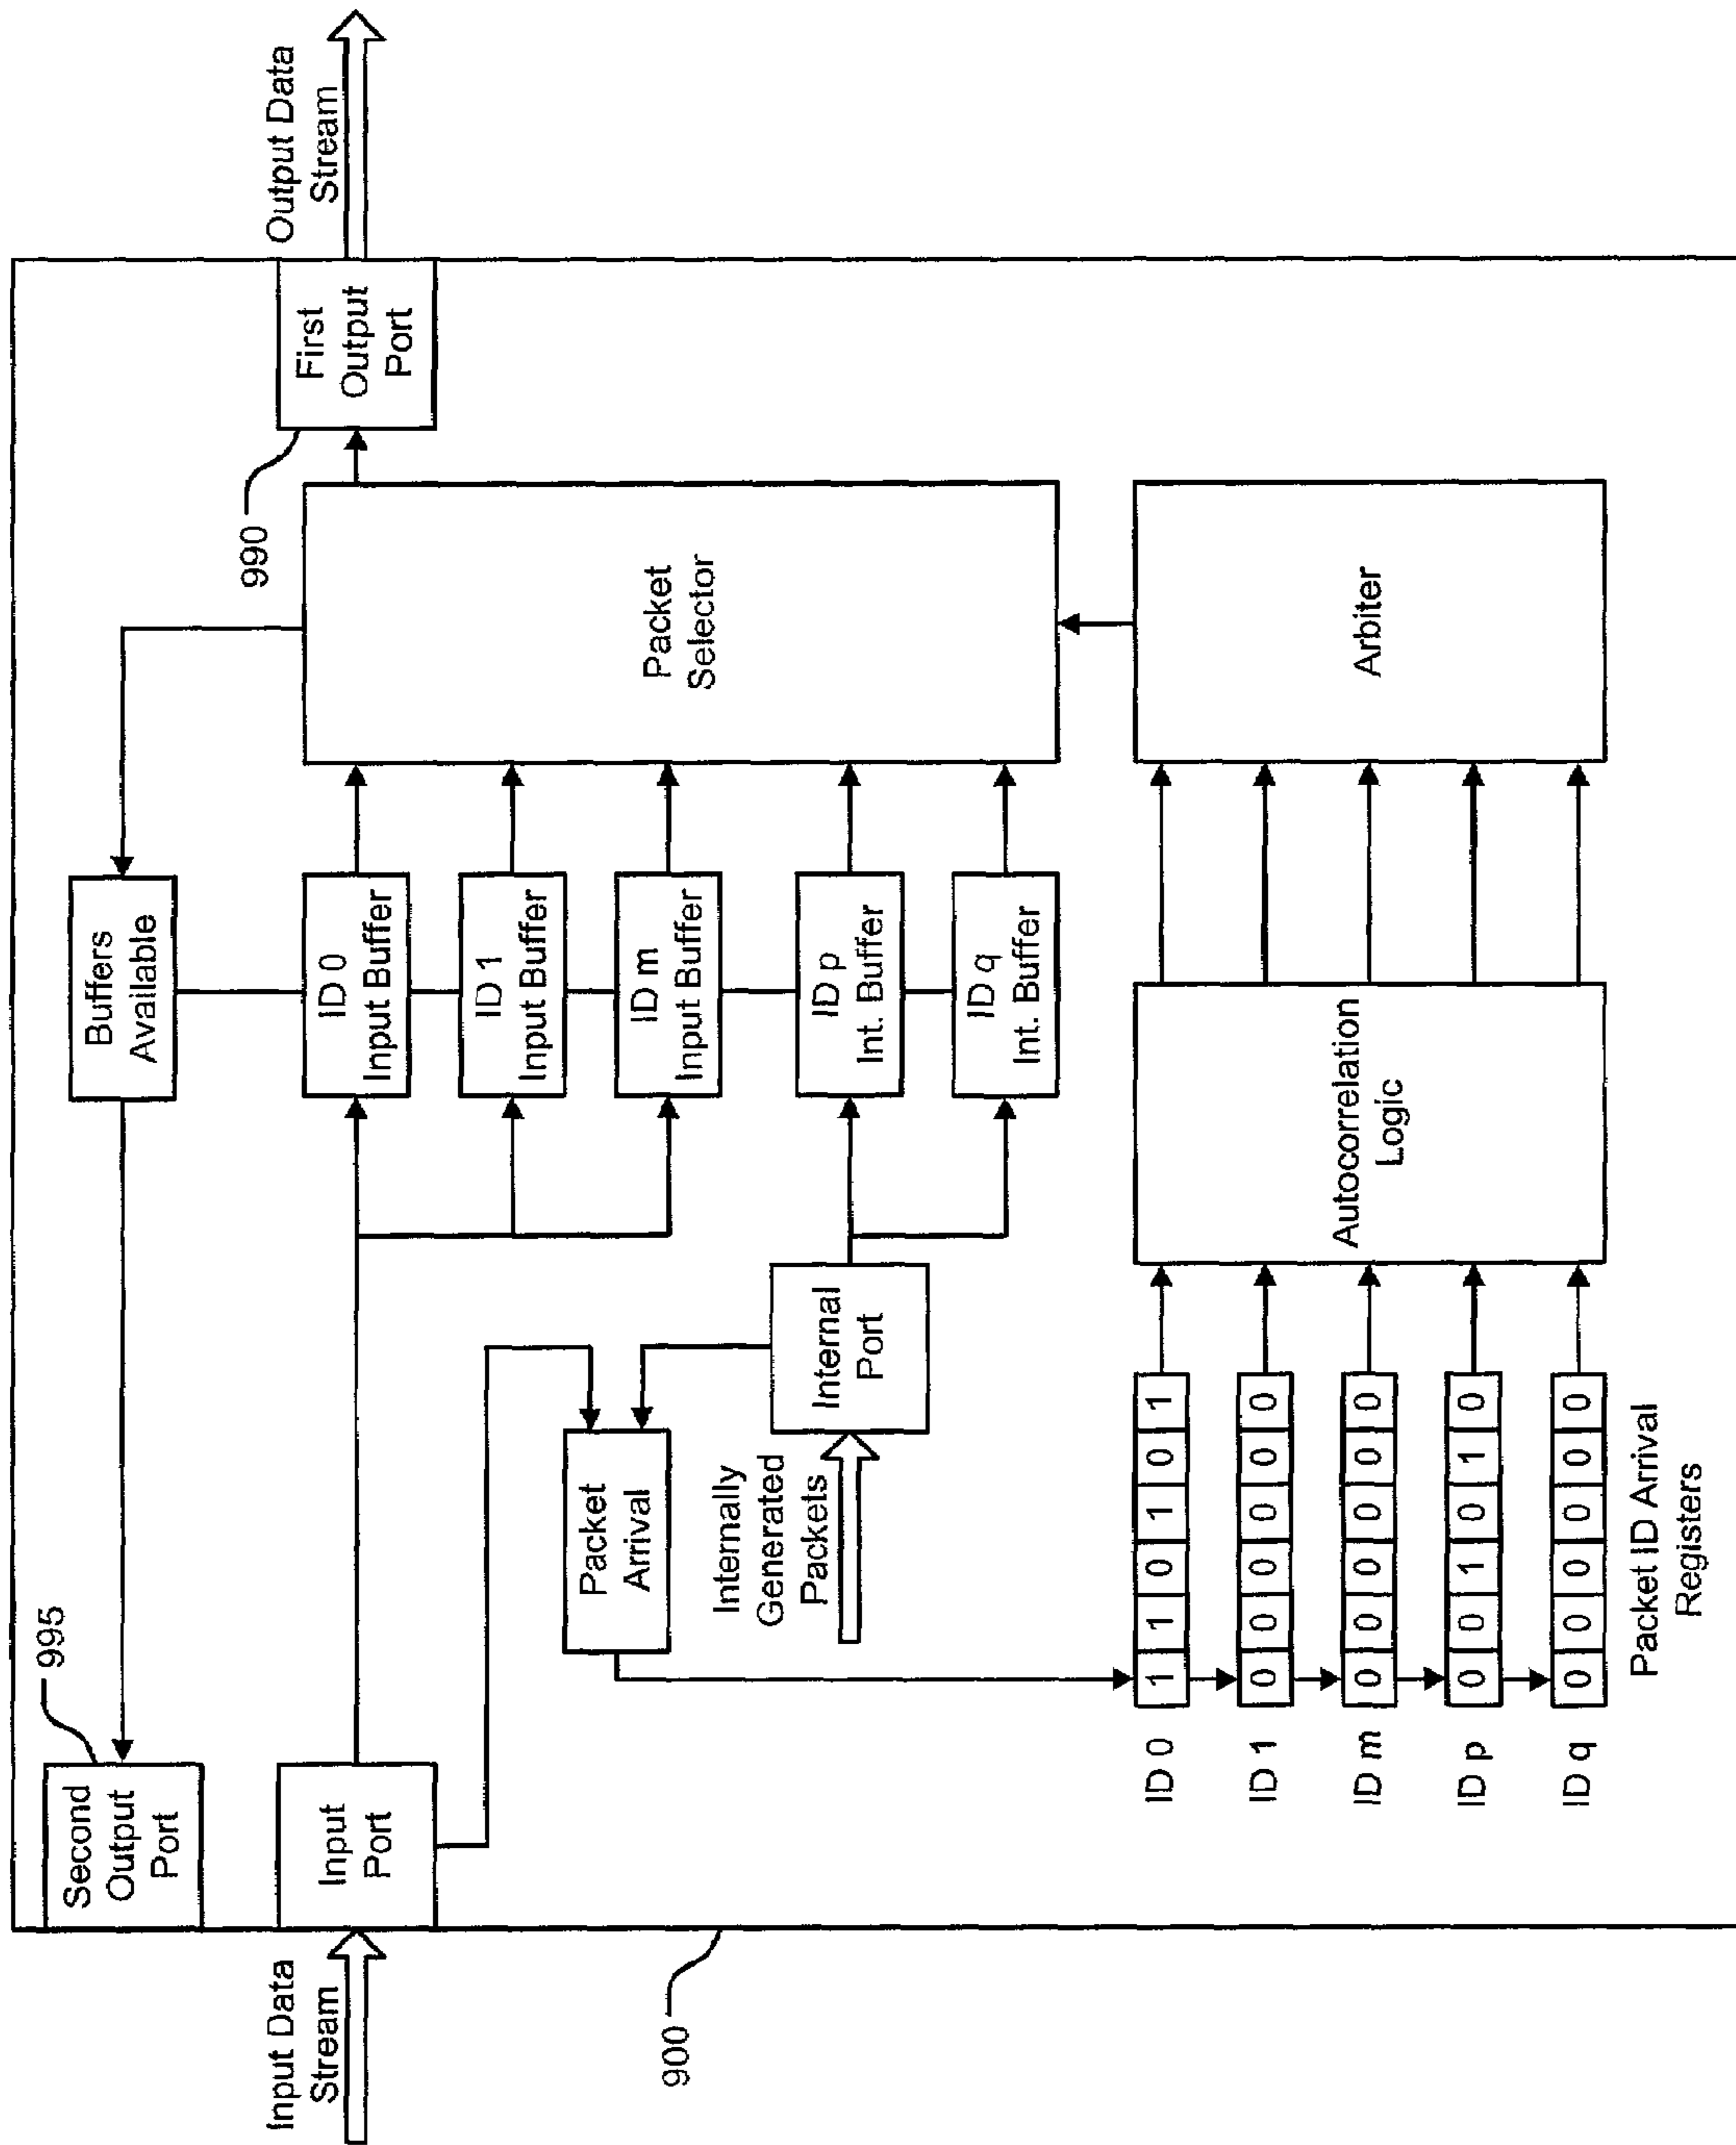 Second
Output
Port
995
Buffers
Available
Input Data
Stream
Input
Port
900
ID 0
Input Buffer
ID 1
Input Buffer
ID m
Input Buffer
ID p
Int. Buffer
ID q
Int. Buffer
Packet
Selector
990
First
Output
Port
Output Data
Stream
Packet
Arrival
Internally
Generated
Packets
Internal
Port
ID 0 1 1 0 1 0 1
ID 1 0 0 0 0 0 0
ID m 0 0 0 0 0 0
ID p 0 0 1 0 1 0
ID q 0 0 0 0 0 0
Packet ID Arrival
Registers
Autocorrelation
Logic
Arbiter